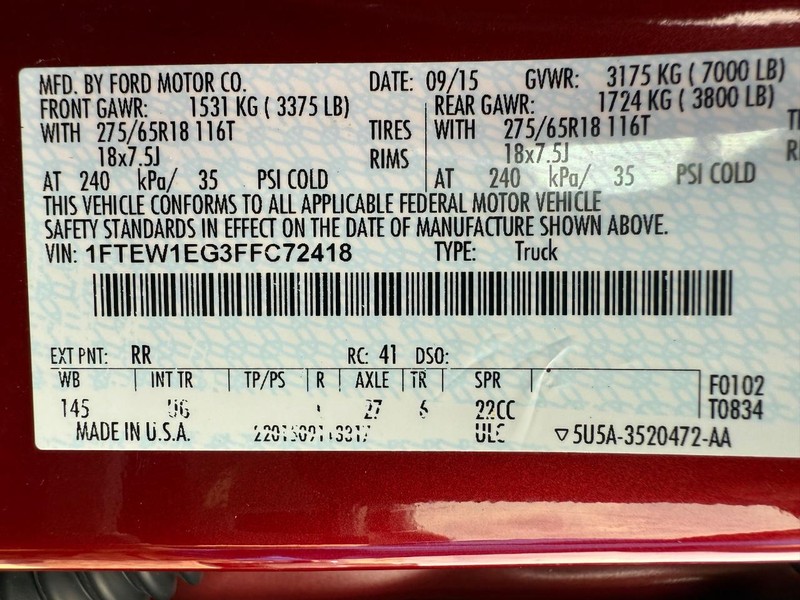 MFD. BY FORD MOTOR CO. DATE: 09/15 GVWR: 3175 KG ( 7000 LB)
FRONT GAWR: 1531 KG ( 3375 LB) REAR GAWR: 1724 KG ( 3800 LB)
WITH 275/65R18 116T TIRES WITH 275/65R18 116T
18x7.5J RIMS 18x7.5J
AT 240 kPa/ 35 PSI COLD AT 240 kPa/ 35 PSI COLD
THIS VEHICLE CONFORMS TO ALL APPLICABLE FEDERAL MOTOR VEHICLE
SAFETY STANDARDS IN EFFECT ON THE DATE OF MANUFACTURE SHOWN ABOVE.
VIN: 1FTEW1EG3FFC72418 TYPE: Truck
EXT PNT: RR RC: 41 DSO:
WB INT TR TP/PS R AXLE TR SPR
145 UG 27 6 22CC
F0102
T0834
MADE IN U.S.A. ULC 5U5A-3520472-AA